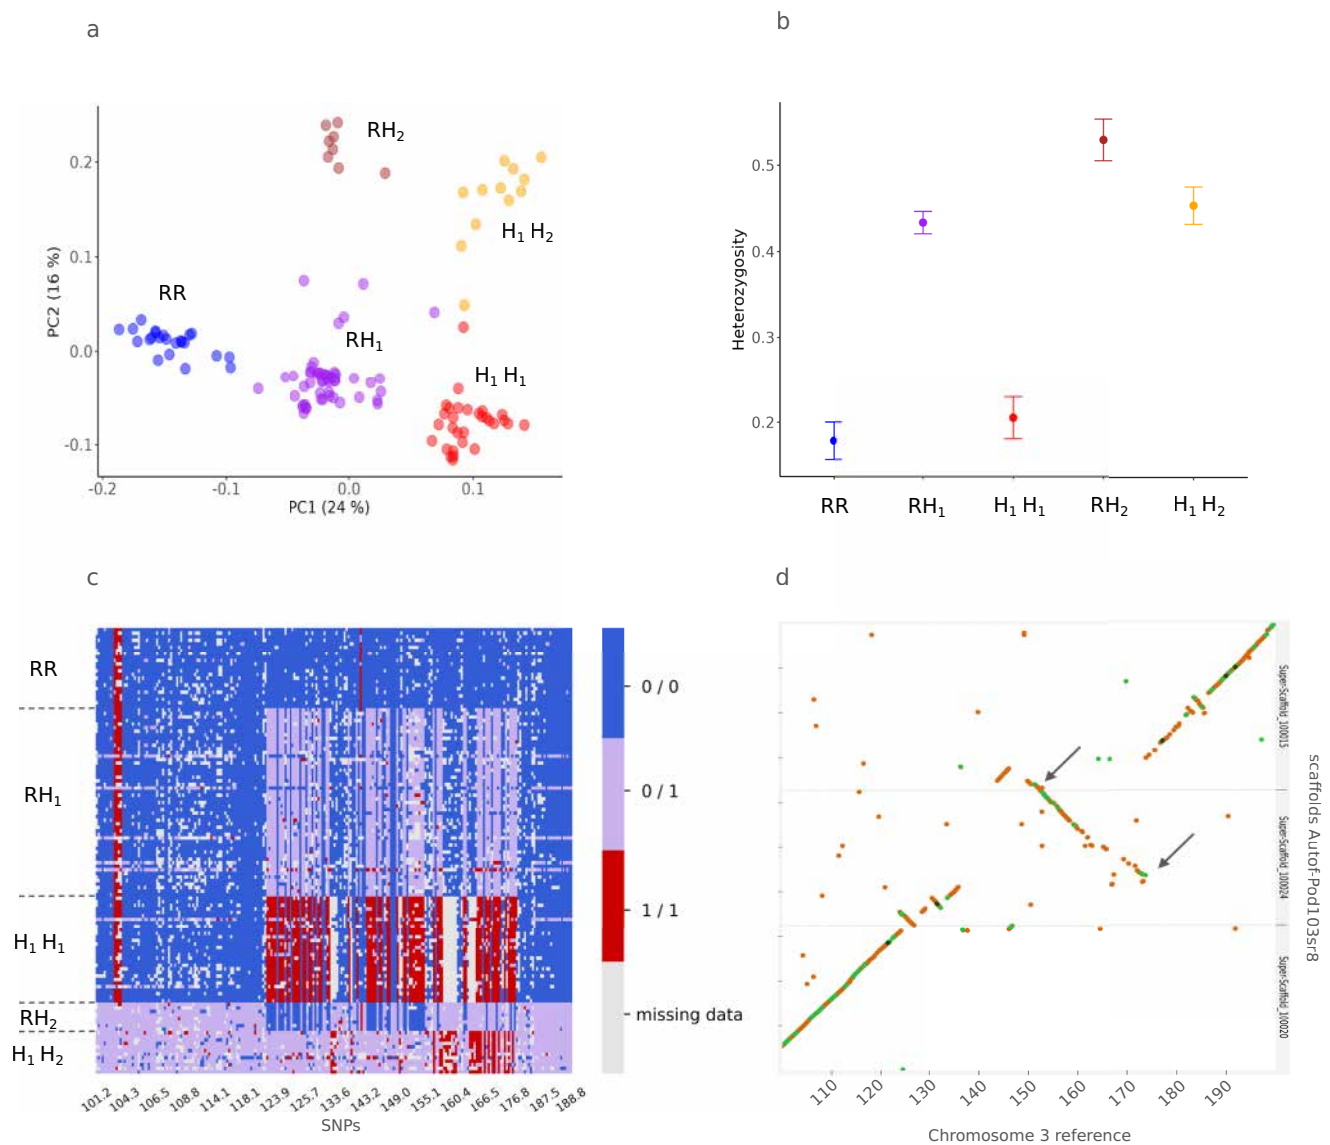 a
RH2
H1 H2
RR
RH1
H1 H1
PC2 (16 %)
0.2
0.1
0.0
-0.1
-0.2 -0.1 0.0 0.1
PC1 (24 %)
b
Heterozygosity
0.5
0.4
0.3
0.2
RR RH1 H1 H1 RH2 H1 H2
c
RR
RH1
H1 H1
RH2
H1 H2
0 / 0
0 / 1
1 / 1
missing data
101.2 104.3 106.5 108.8 114.1 118.1 123.9 125.7 133.6 143.2 149.0 155.1 160.4 166.5 176.8 187.5 188.8
SNPs
d
Super-Scaffold_100015
Super-Scaffold_100024
Super-Scaffold_100020
scaffolds Autof-Pod103sr8
110 120 130 140 150 160 170 180 190
Chromosome 3 reference